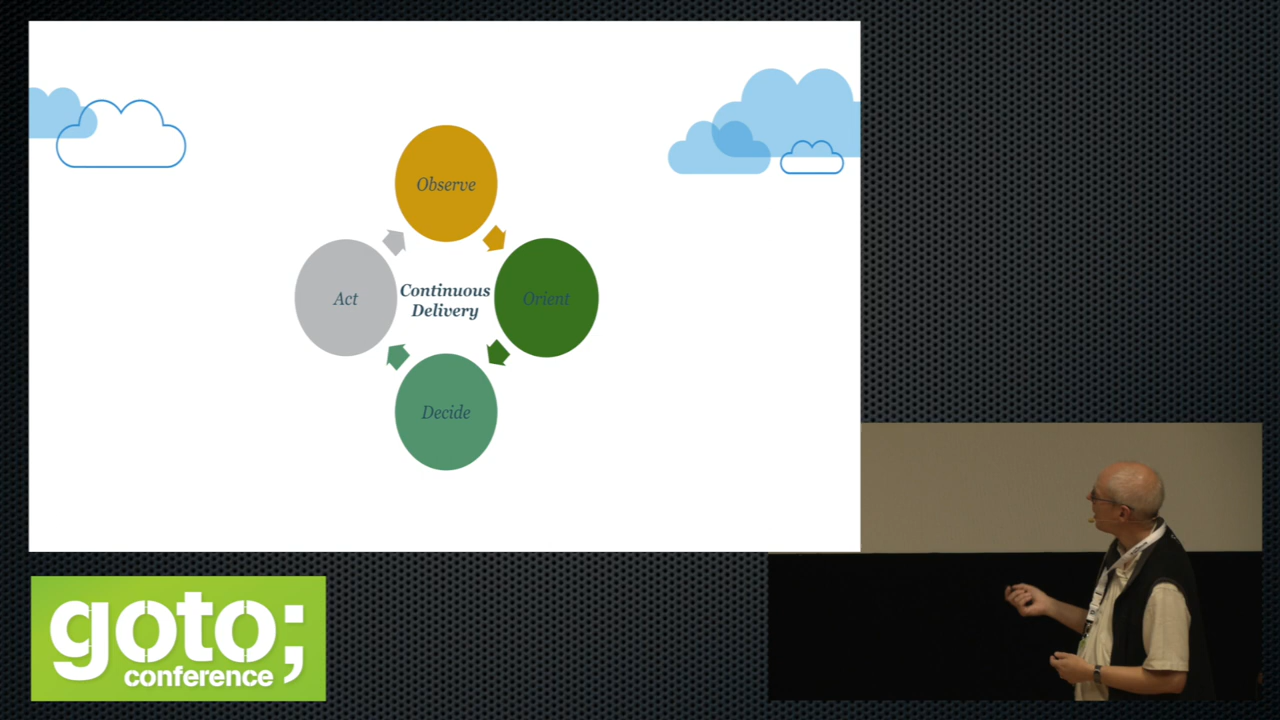 Observe
Act
Continuous
Delivery
Orient
Decide
goto;
conference